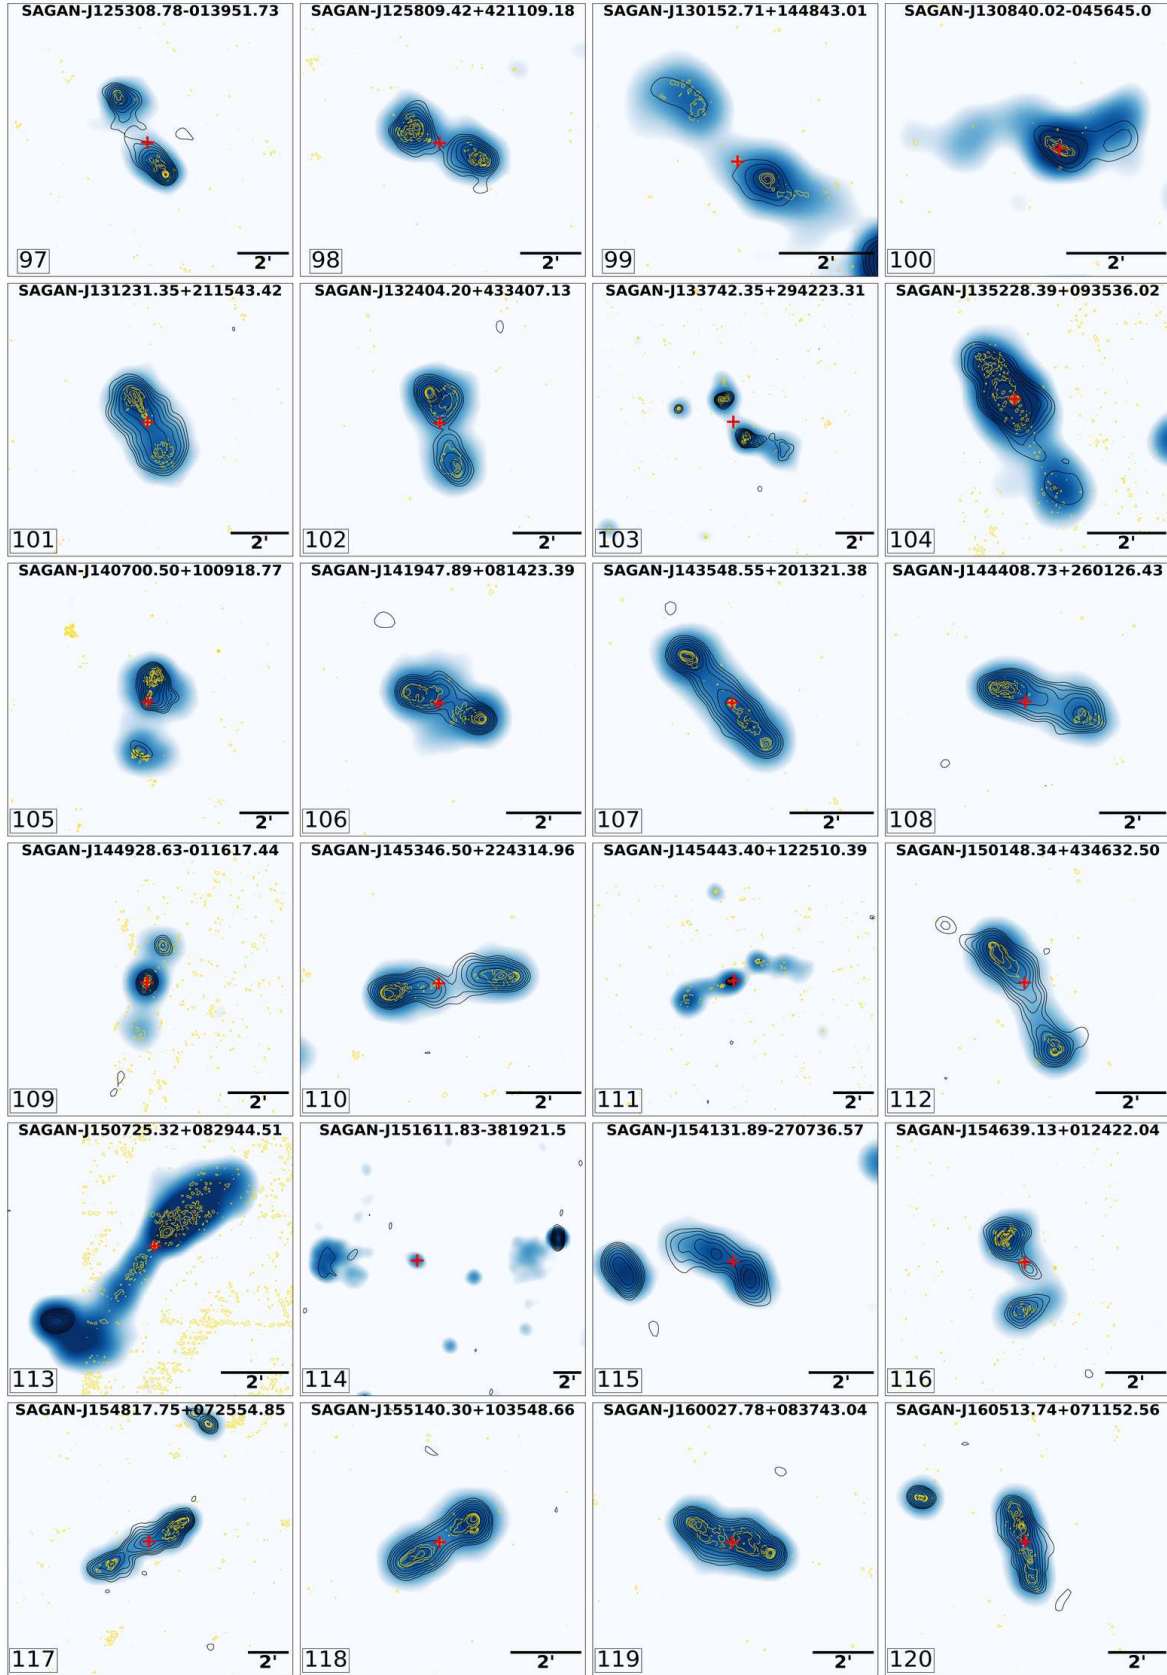 SAGAN-J125308.78-013951.73
SAGAN-J125809.42+421109.18
SAGAN-J130152.71+144843.01
SAGAN-J130840.02-045645.0
97 2'
98 2'
99 2'
100 2'
SAGAN-J131231.35+211543.42
SAGAN-J132404.20+433407.13
SAGAN-J133742.35+294223.31
SAGAN-J135228.39+093536.02
101 2'
102 2'
103 2'
104 2'
SAGAN-J140700.50+100918.77
SAGAN-J141947.89+081423.39
SAGAN-J143548.55+201321.38
SAGAN-J144408.73+260126.43
105 2'
106 2'
107 2'
108 2'
SAGAN-J144928.63-011617.44
SAGAN-J145346.50+224314.96
SAGAN-J145443.40+122510.39
SAGAN-J150148.34+434632.50
109 2'
110 2'
111 2'
112 2'
SAGAN-J150725.32+082944.51
SAGAN-J151611.83-381921.5
SAGAN-J154131.89-270736.57
SAGAN-J154639.13+012422.04
113 2'
114 2'
115 2'
116 2'
SAGAN-J154817.75+072554.85
SAGAN-J155140.30+103548.66
SAGAN-J160027.78+083743.04
SAGAN-J160513.74+071152.56
117 2'
118 2'
119 2'
120 2'